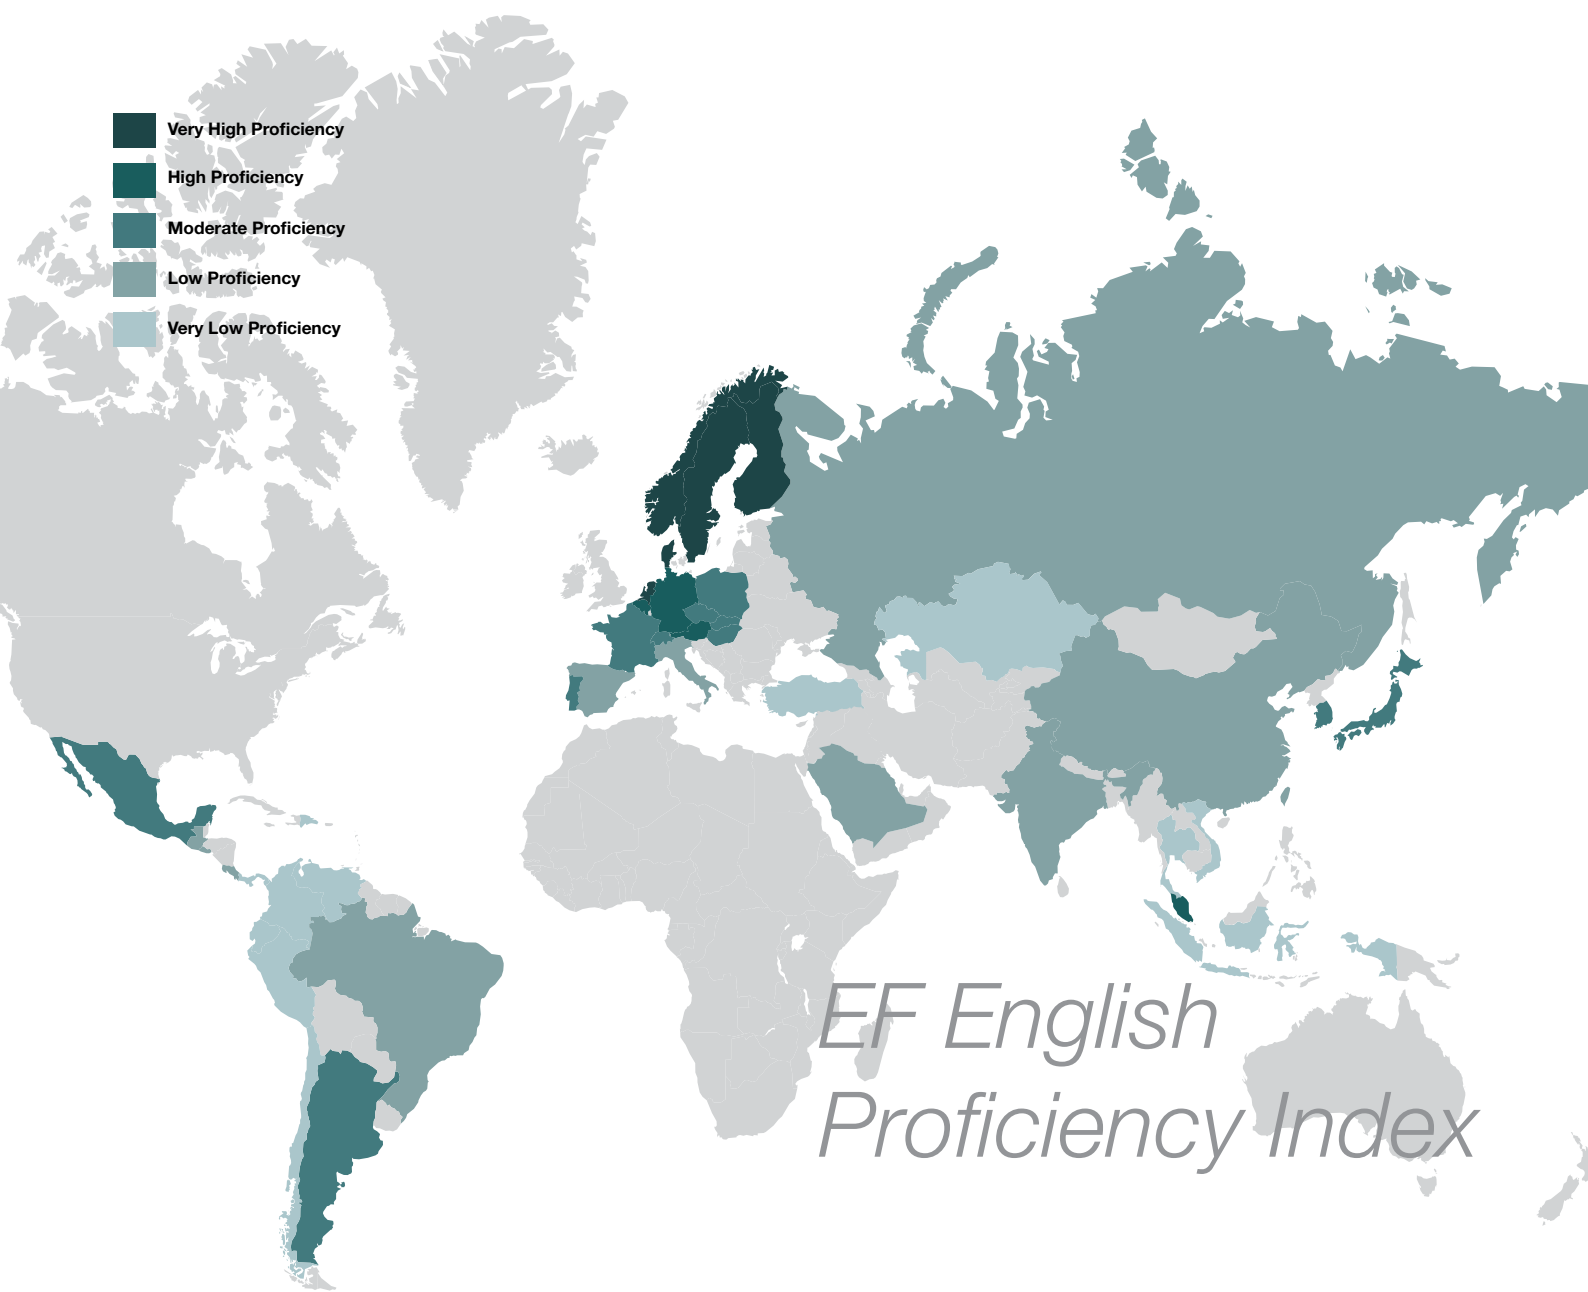 Very High Proficiency
High Proficiency
Moderate Proficiency
Low Proficiency
Very Low Proficiency
EF English
Proficiency Index